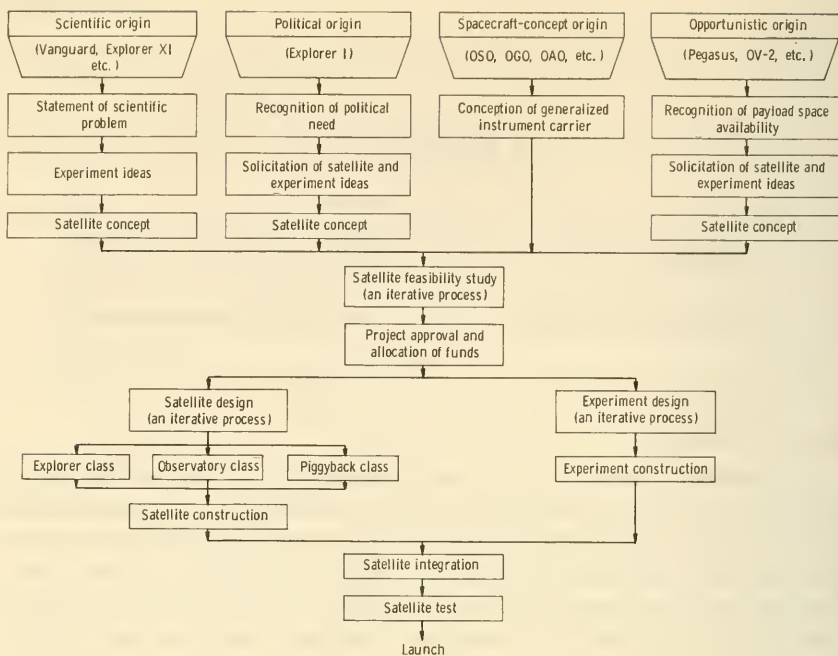 Scientific origin
(Vanguard, Explorer XI
etc.)
Statement of scientific
problem
Experiment ideas
Satellite concept
Political origin
(Explorer I)
Recognition of political
need
Solicitation of satellite and
experiment ideas
Satellite concept
Spacecraft-concept origin
(OSO, OGO, OAO, etc.)
Conception of generalized
instrument carrier
Opportunistic origin
(Pegasus, OV-2, etc.)
Recognition of payload space
availability
Solicitation of satellite and
experiment ideas
Satellite concept
Satellite feasibility study
(an iterative process)
Project approval and
allocation of funds
Satellite design
(an iterative process)
Explorer class
Observatory class
Piggyback class
Satellite construction
Experiment design
(an iterative process)
Experiment construction
Satellite integration
Satellite test
Launch